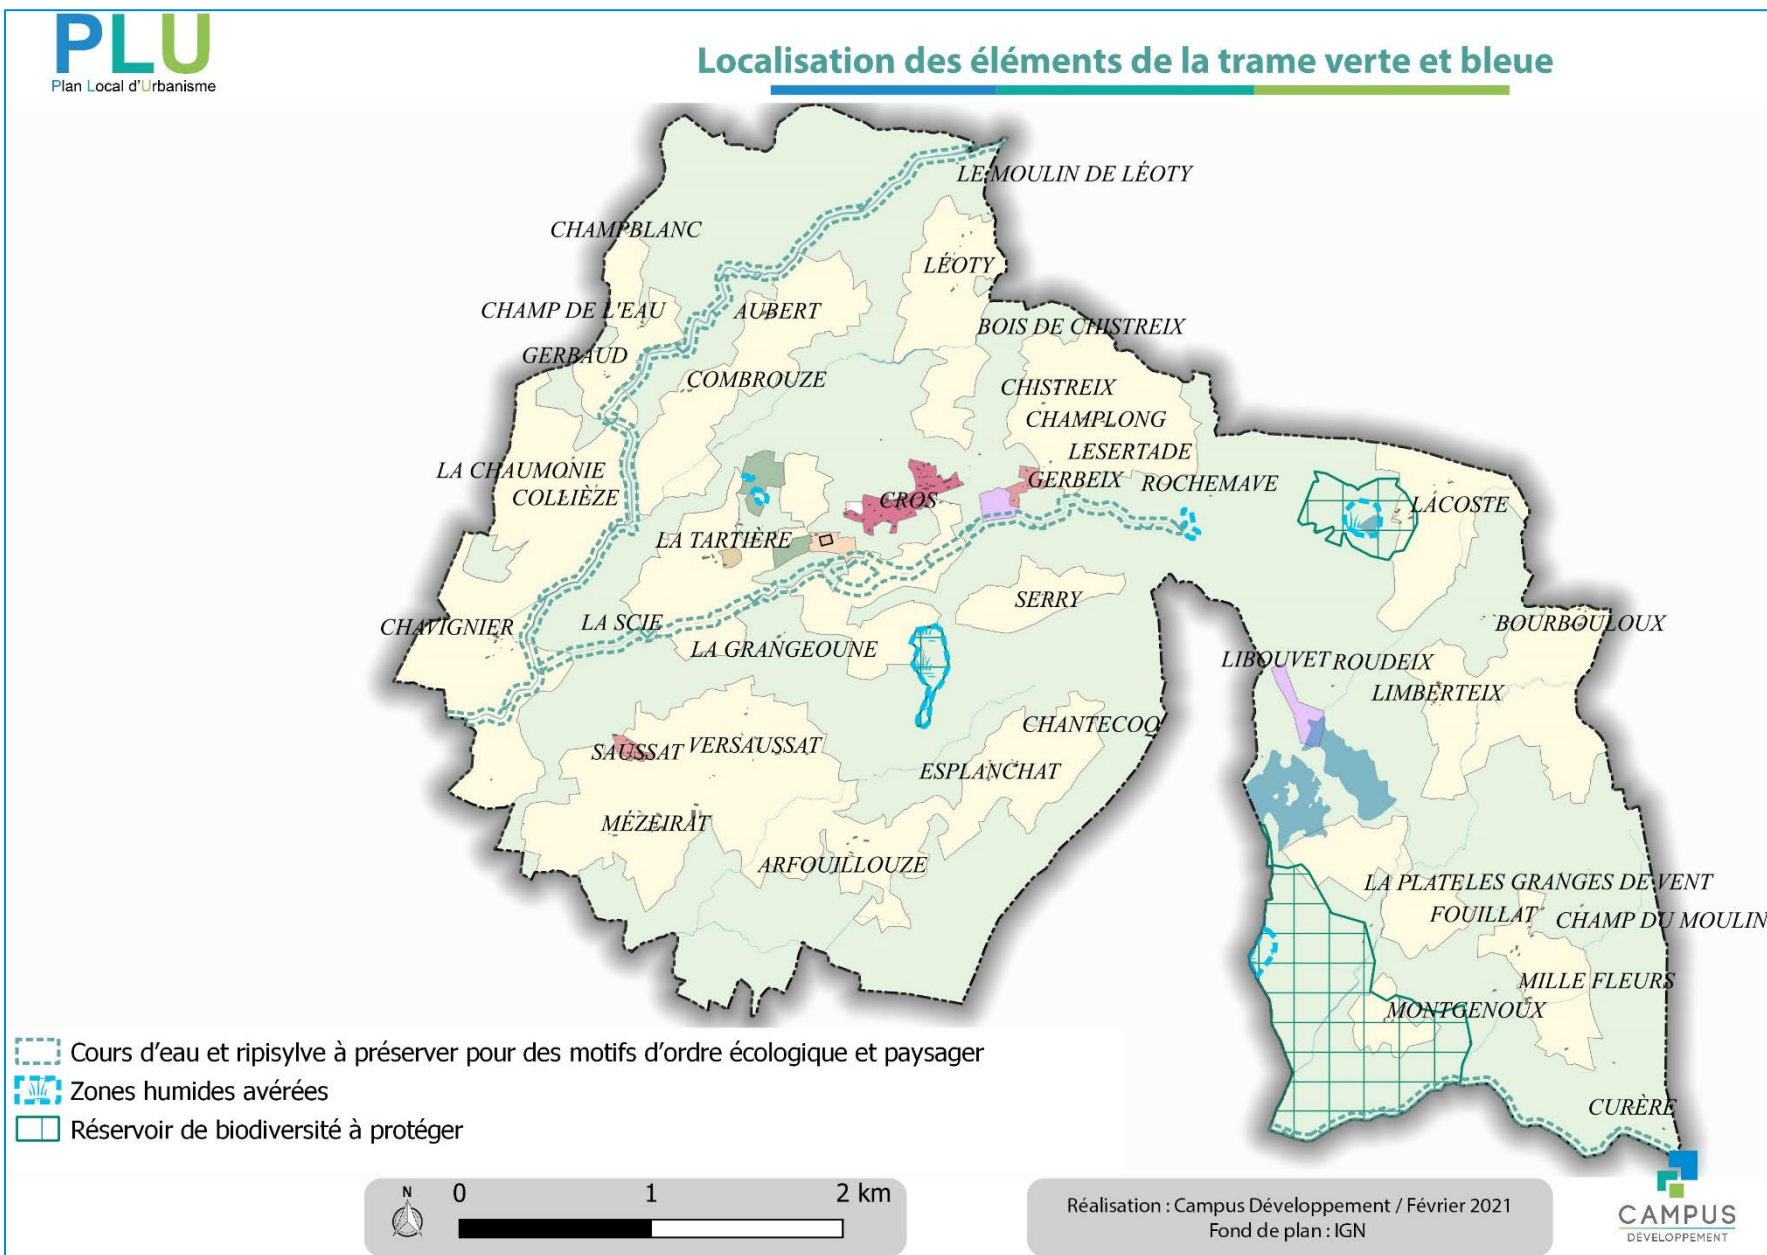 PLU
Plan Local d'Urbanisme
Localisation des éléments de la trame verte et bleue
LE MOULIN DE LÉOTY
CHAMPBLANC
LÉOTY
CHAMP DE L'EAU
AUBERT
BOIS DE CHISTREIX
GERBAUD
COMBROUZE
CHISTREIX
CHAMPLONG
LESERTADE
LA CHAUMONIE
GERBEIX
ROCHEMAVE
COLLIÈZE
CROS
LACOSTE
LA TARTIÈRE
SERRY
CHAVIGNIER
LA SCIE
BOURBOULOUX
LA GRANGEOUNE
LIBOUVET
ROUDEIX
LIMBERTEIX
CHANTECOQ
SAUSSAT
VERSAUSSAT
ESPLANCHAT
MÉZEIRAT
ARFOUILLOUZE
LA PLATE
LES GRANGES DE VENT
FOUILLAT
CHAMP DU MOULIN
MILLE FLEURS
MONTGENOUX
CURÈRE
Cours d'eau et ripisylve à préserver pour des motifs d'ordre écologique et paysager
Zones humides avérées
Réservoir de biodiversité à protéger
N
0 1 2 km
Réalisation : Campus Développement / Février 2021
Fond de plan : IGN
CAMPUS
DÉVELOPPEMENT